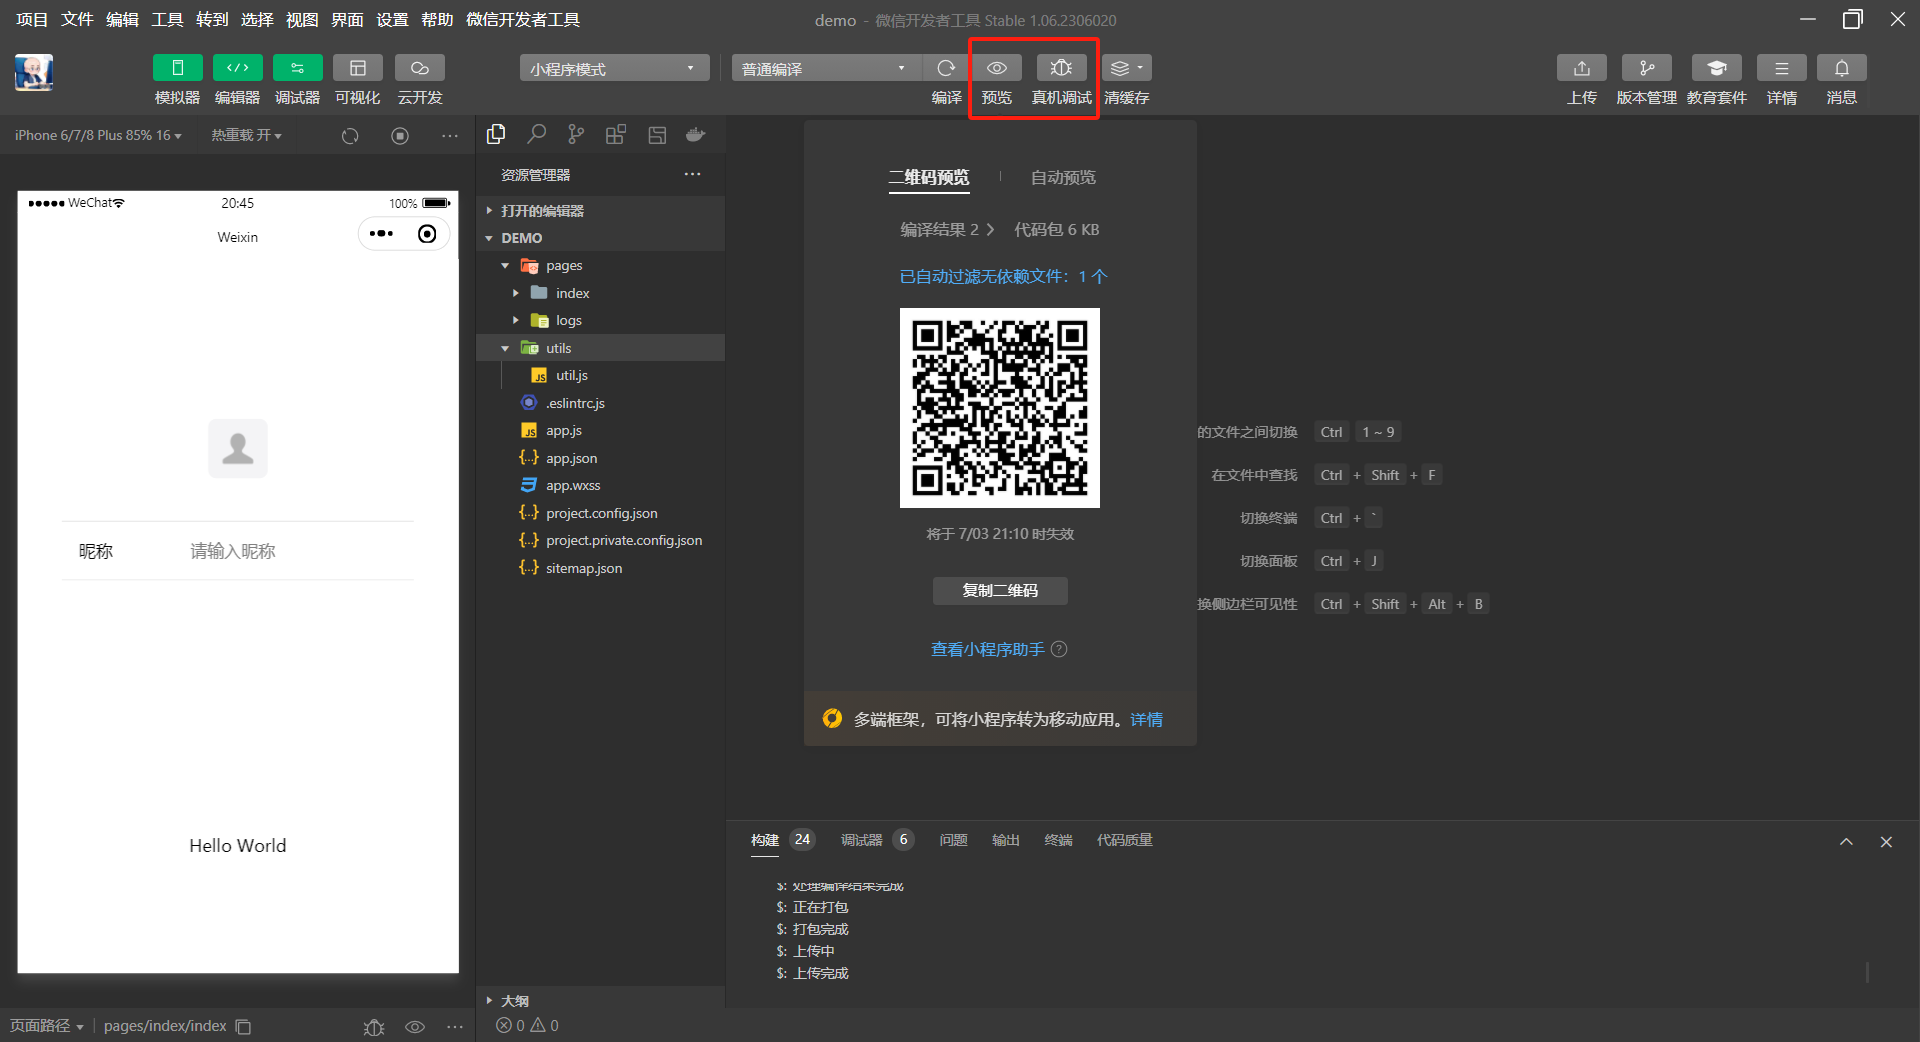 项目 文件 编辑 工具 转到 选择 视图 界面 设置 帮助 微信开发者工具
demo - 微信开发者工具 Stable 1.06.2306020
模拟器 编辑器 调试器 可视化 云开发
小程序模式
普通编译
编译 预览 真机调试 清缓存
上传 版本管理 教育套件 详情 消息
iPhone 6/7/8 Plus 85% 16
热重载 开
WeChat
20:45
100%
Weixin
昵称
请输入昵称
Hello World
页面路径
pages/index/index
资源管理器
打开的编辑器
DEMO
pages
index
logs
utils
util.js
.eslintrc.js
app.js
app.json
app.wxss
project.config.json
project.private.config.json
sitemap.json
大纲
0 0
二维码预览
自动预览
编译结果 2
代码包 6 KB
已自动过滤无依赖文件：1 个
将于 7/03 21:10 时失效
复制二维码
查看小程序助手 ?
多端框架，可将小程序转为移动应用。详情
的文件之间切换 Ctrl 1 ~ 9
在文件中查找 Ctrl + Shift + F
切换终端 Ctrl + `
切换面板 Ctrl + J
换侧边栏可见性 Ctrl + Shift + Alt + B
构建 24
调试器 6
问题
输出
终端
代码质量
$: 处理编译结果完成
$: 正在打包
$: 打包完成
$: 上传中
$: 上传完成